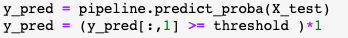 y_pred = pipeline.predict_proba(X_test)
y_pred = (y_pred[:,1] >= threshold )*1